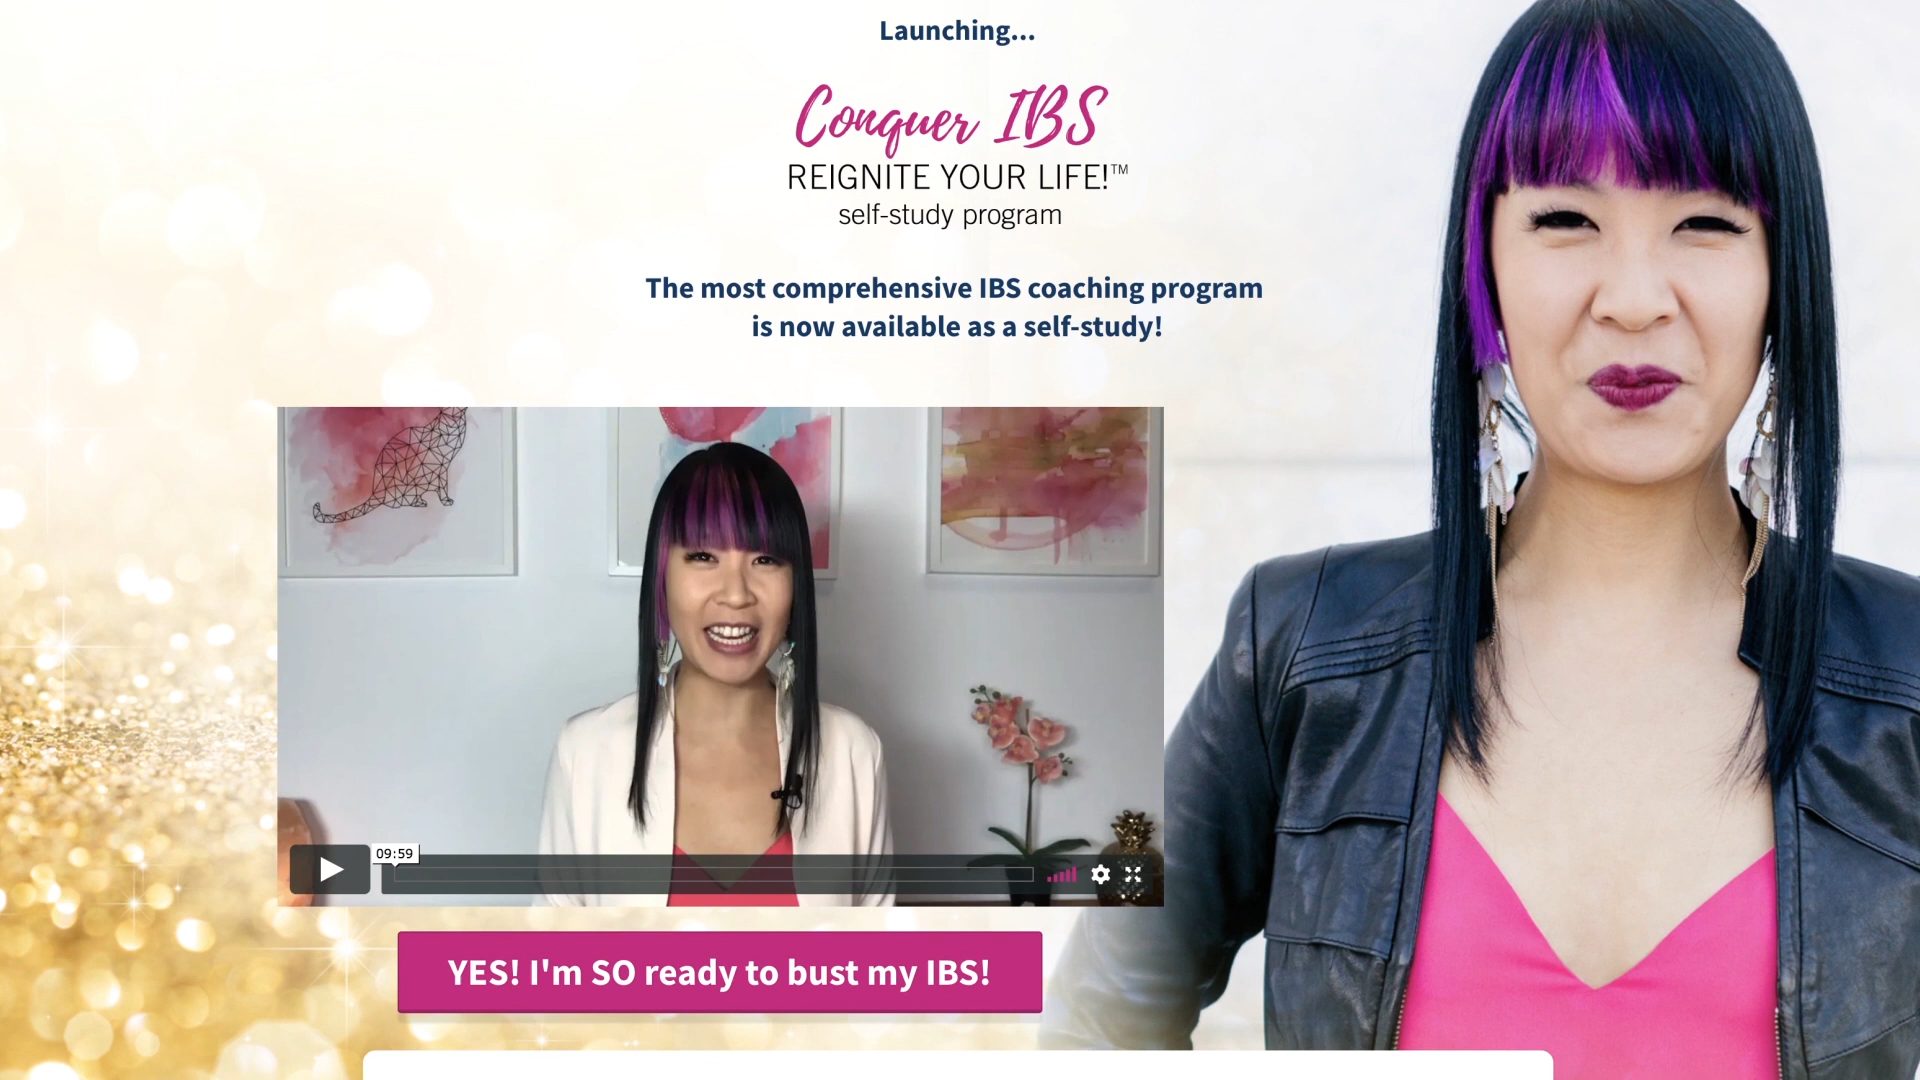 Launching...
Conquer IBS
REIGNITE YOUR LIFE!™
self-study program
The most comprehensive IBS coaching program
is now available as a self-study!
09:59
YES! I'm SO ready to bust my IBS!